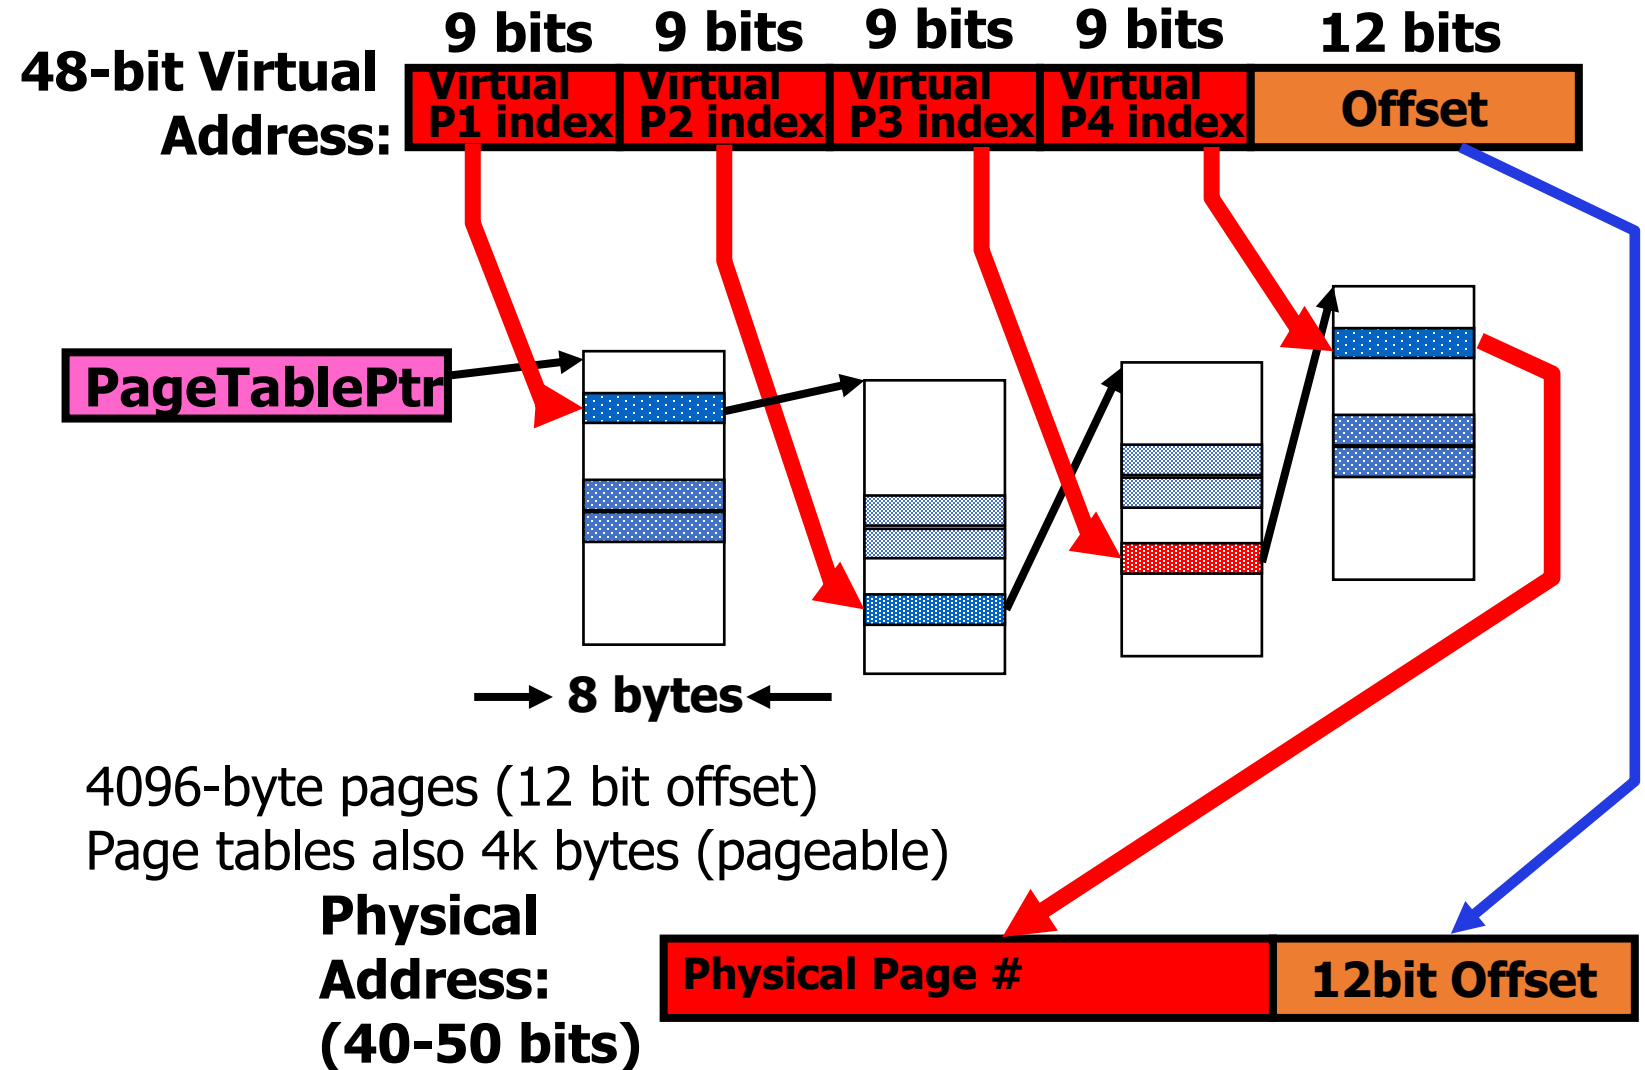 9 bits 9 bits 9 bits 9 bits 12 bits
48-bit Virtual
Address:
Virtual
P1 index
Virtual
P2 index
Virtual
P3 index
Virtual
P4 index
Offset
PageTablePtr
8 bytes
4096-byte pages (12 bit offset)
Page tables also 4k bytes (pageable)
Physical
Address:
(40-50 bits)
Physical Page #
12bit Offset